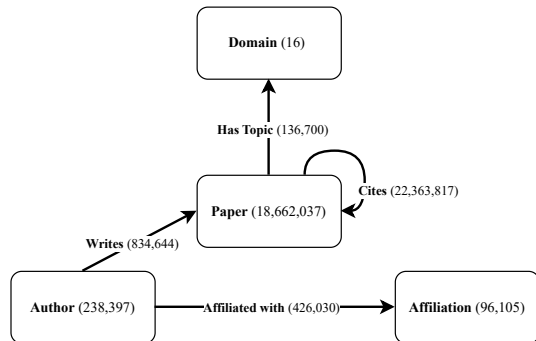 Domain (16)
Has Topic (136,700)
Cites (22,363,817)
Paper (18,662,037)
Writes (834,644)
Author (238,397)
Affiliated with (426,030)
Affiliation (96,105)